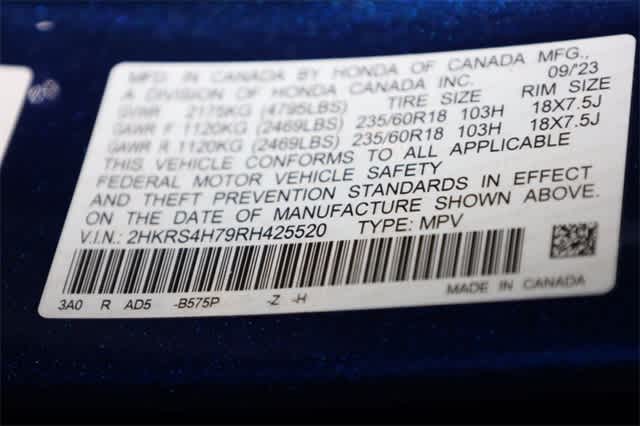 MFD. IN CANADA BY HONDA OF CANADA MFG.,
A DIVISION OF HONDA CANADA INC. 09/23
GVWR 2175KG (4795LBS) TIRE SIZE RIM SIZE
GAWR F 1120KG (2469LBS) 235/60R18 103H 18X7.5J
GAWR R 1120KG (2469LBS) 235/60R18 103H 18X7.5J
THIS VEHICLE CONFORMS TO ALL APPLICABLE
FEDERAL MOTOR VEHICLE SAFETY
AND THEFT PREVENTION STANDARDS IN EFFECT
ON THE DATE OF MANUFACTURE SHOWN ABOVE.
V.I.N.: 2HKRS4H79RH425520 TYPE: MPV
3A0 R AD5 -B575P -Z -H MADE IN CANADA